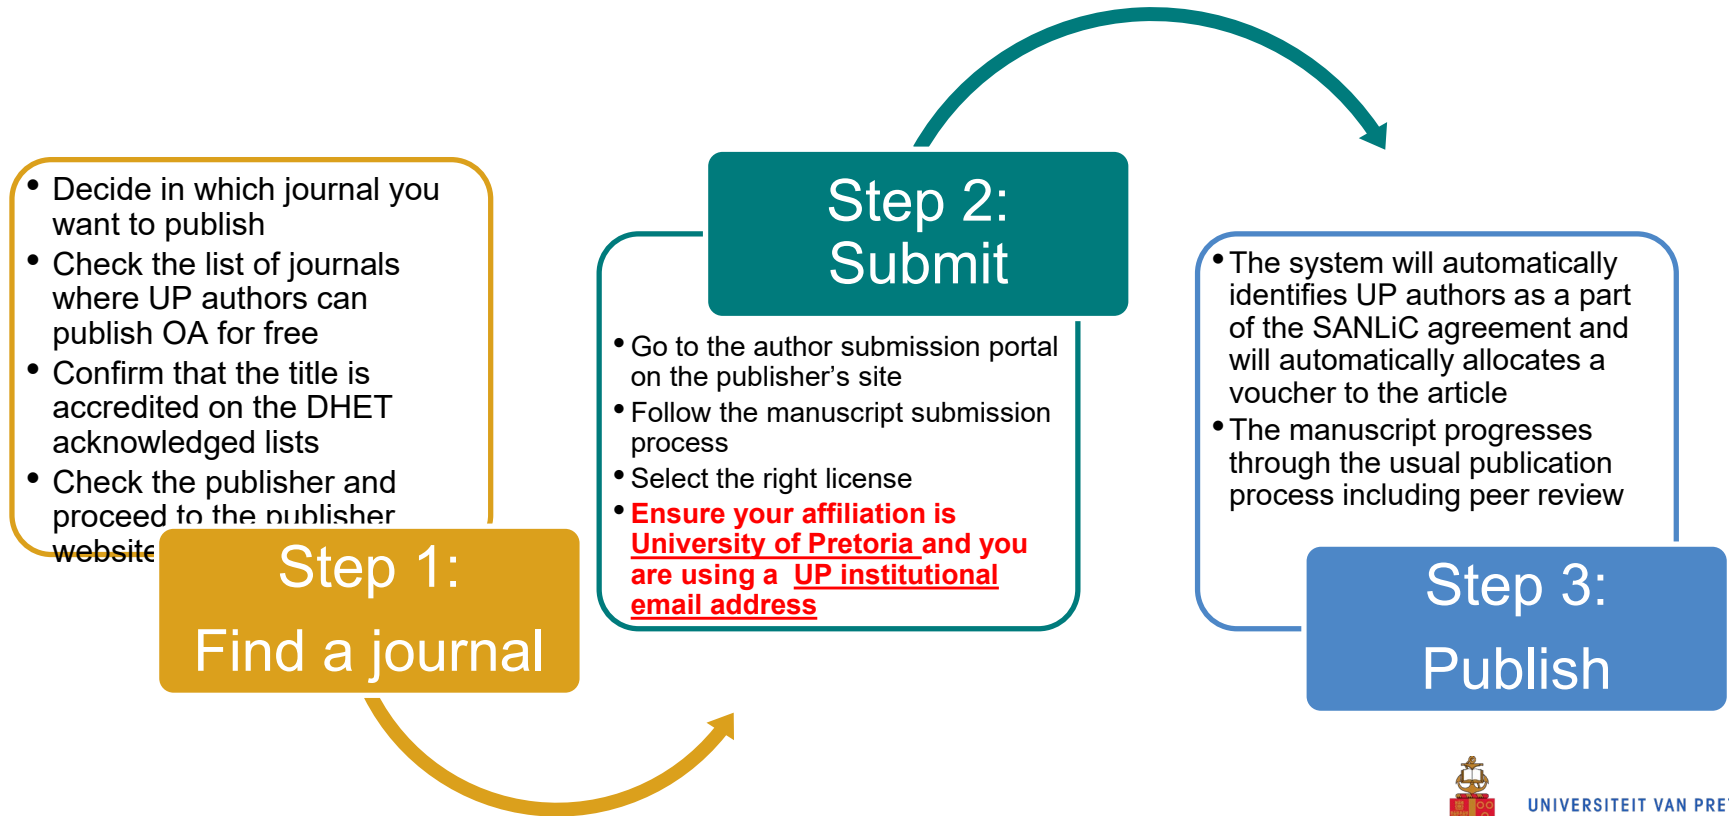 • Decide in which journal you
want to publish
• Check the list of journals
where UP authors can
publish OA for free
• Confirm that the title is
accredited on the DHET
acknowledged lists
• Check the publisher and
proceed to the publisher
website
Step 1:
Find a journal
Step 2:
Submit
• Go to the author submission portal
on the publisher's site
• Follow the manuscript submission
process
• Select the right license
• Ensure your affiliation is
University of Pretoria and you
are using a UP institutional
email address
• The system will automatically
identifies UP authors as a part
of the SANLiC agreement and
will automatically allocates a
voucher to the article
• The manuscript progresses
through the usual publication
process including peer review
Step 3:
Publish
UNIVERSITEIT VAN